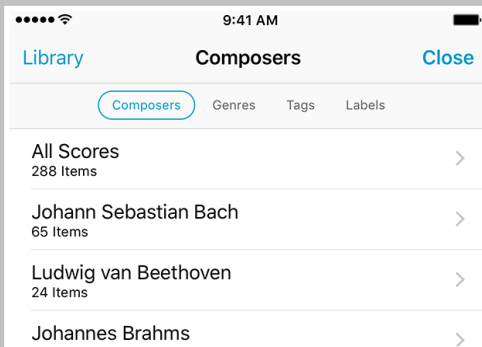 9:41 AM
Library Composers Close
Composers Genres Tags Labels
All Scores
288 Items
Johann Sebastian Bach
65 Items
Ludwig van Beethoven
24 Items
Johannes Brahms